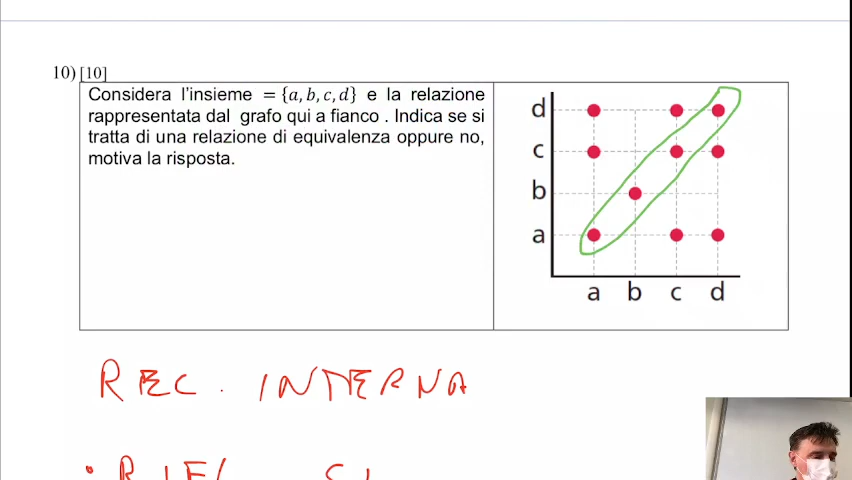 10) [10]
Considera l'insieme = {a, b, c, d} e la relazione
rappresentata dal grafo qui a fianco . Indica se si
tratta di una relazione di equivalenza oppure no,
motiva la risposta.
d
c
b
a
a b c d
REC. INTERNA